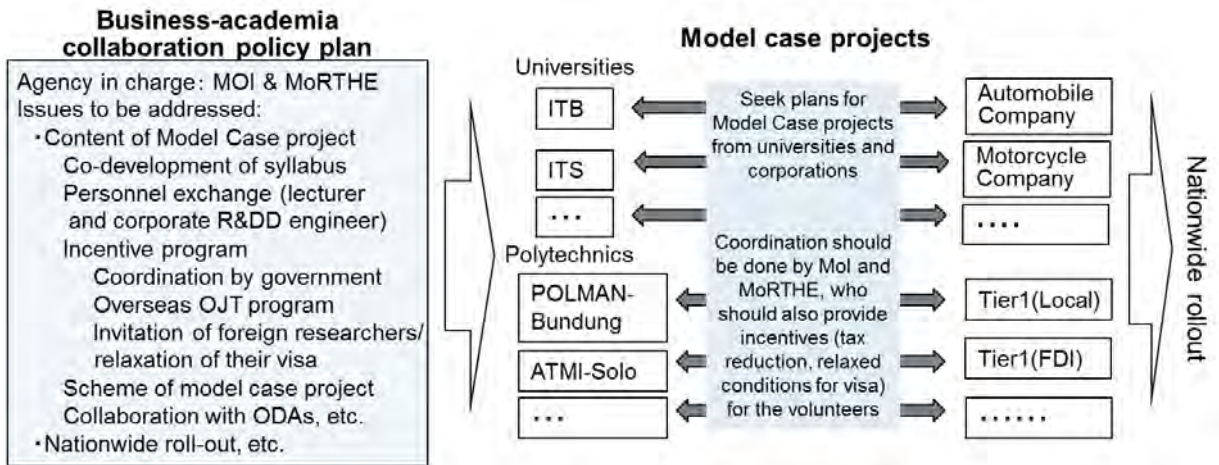 Business-academia
collaboration policy plan
Agency in charge: MOI & MoRTHE
Issues to be addressed:
・Content of Model Case project
Co-development of syllabus
Personnel exchange (lecturer
and corporate R&DD engineer)
Incentive program
Coordination by government
Overseas OJT program
Invitation of foreign researchers/
relaxation of their visa
Scheme of model case project
Collaboration with ODAs, etc.
・Nationwide roll-out, etc.
Model case projects
Universities
ITB
ITS
...
Polytechnics
POLMAN-
Bundung
ATMI-Solo
...
Seek plans for
Model Case projects
from universities and
corporations
Coordination should
be done by MoI and
MoRTHE, who
should also provide
incentives (tax
reduction, relaxed
conditions for visa)
for the volunteers
Automobile
Company
Motorcycle
Company
....
Tier1(Local)
Tier1(FDI)
......
Nationwide rollout